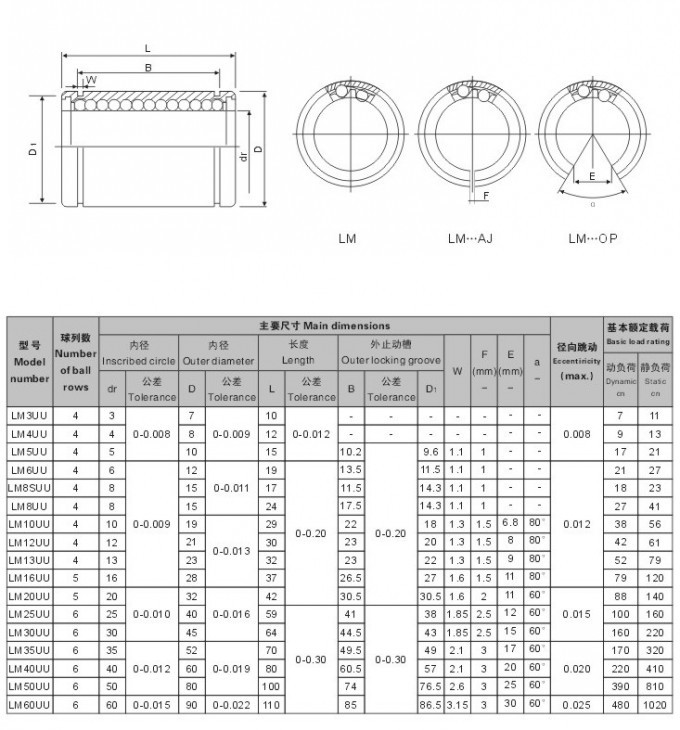 L
B
W
D1
dr
D
F
E
α
LM
LM···AJ
LM···OP
型号 Model number
球列数 Number of ball rows
主要尺寸 Main dimensions
径向跳动 Eccentiricity (max.)
基本额定载荷 Basic load rating
内径 Inscribed circle
内径 Outer diameter
长度 Length
外止动槽 Outer locking groove
W
F (mm) –
E (mm) –
a –
动负荷 Dynamic cn
静负荷 Static cn
dr
公差 Tolerance
D
公差 Tolerance
L
公差 Tolerance
B
公差 Tolerance
D1
LM3UU 4 3 0-0.008 7 0-0.009 10 0-0.012 - - - - - - - 0.008 7 11
LM4UU 4 4 8 12 - - - - - - - 9 13
LM5UU 4 5 10 15 10.2 0-0.20 9.6 1.1 1 - - 17 21
LM6UU 4 6 0-0.009 12 0-0.011 19 0-0.20 13.5 11.5 1.1 1 - - 0.012 21 27
LM8SUU 4 8 15 17 11.5 14.3 1.1 1 - - 18 23
LM8UU 4 8 15 24 17.5 14.3 1.1 1 - - 27 41
LM10UU 4 10 19 0-0.013 29 22 18 1.3 1.5 6.8 80° 38 56
LM12UU 4 12 21 30 23 20 1.3 1.5 8 80° 42 61
LM13UU 4 13 23 32 23 22 1.3 1.5 9 80° 52 79
LM16UU 5 16 28 37 26.5 27 1.6 1.5 11 80° 79 120
LM20UU 5 20 0-0.010 32 0-0.016 42 30.5 30.5 1.6 2 11 60° 0.015 88 140
LM25UU 6 25 40 59 0-0.30 41 0-0.30 38 1.85 2.5 12 60° 100 160
LM30UU 6 30 45 64 44.5 43 1.85 2.5 15 60° 160 220
LM35UU 6 35 0-0.012 52 0-0.019 70 49.5 49 2.1 3 17 60° 0.020 170 320
LM40UU 6 40 60 80 60.5 57 2.1 3 20 60° 220 410
LM50UU 6 50 80 100 74 76.5 2.6 3 25 60° 390 810
LM60UU 6 60 0-0.015 90 0-0.022 110 85 86.5 3.15 3 30 60° 0.025 480 1020